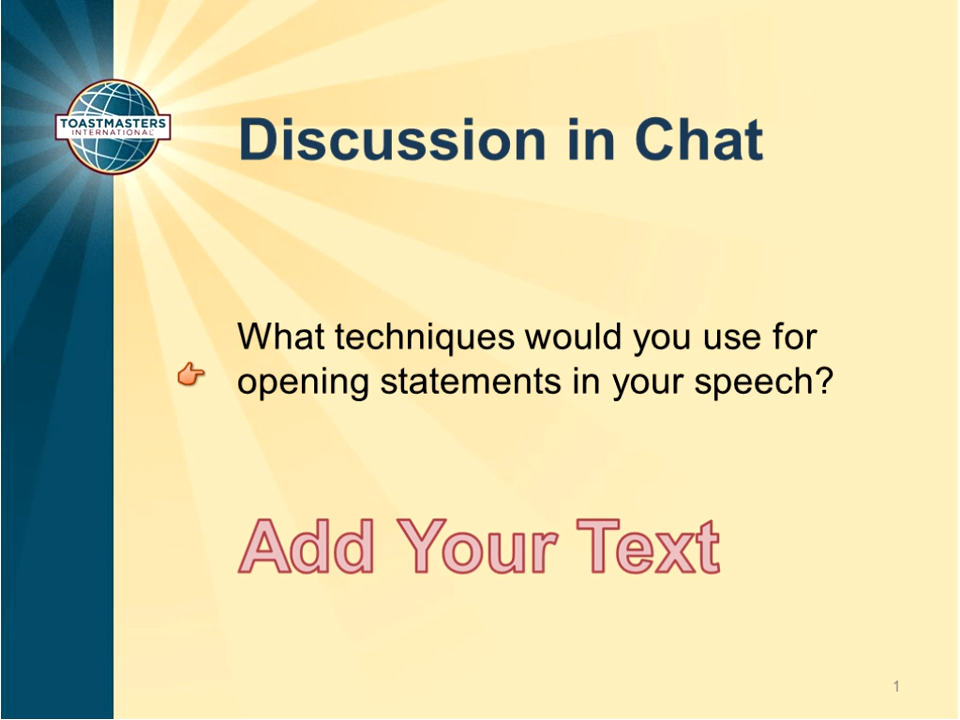 TOASTMASTERS
INTERNATIONAL
Discussion in Chat
What techniques would you use for
opening statements in your speech?
Add Your Text
1